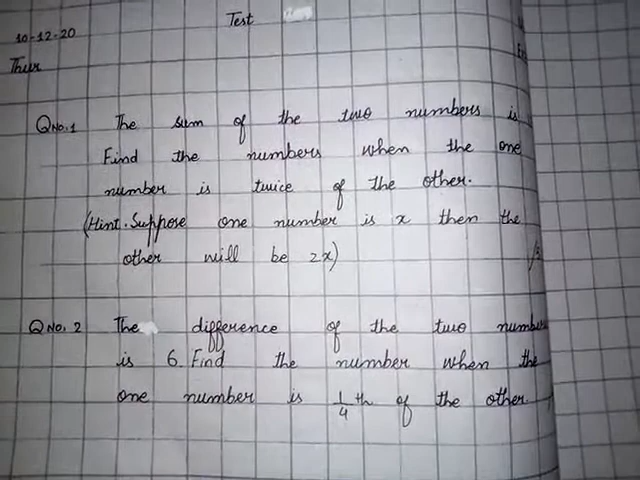 Test
10-12-20
Thur
QNO.1 The sum of the two numbers is
Find the numbers when the one
number is twice of the other.
(Hint. Suppose one number is x then the
other will be 2x)
QNO. 2 The difference of the two number
is 6. Find the number when the
one number is 1/4 th of the other.